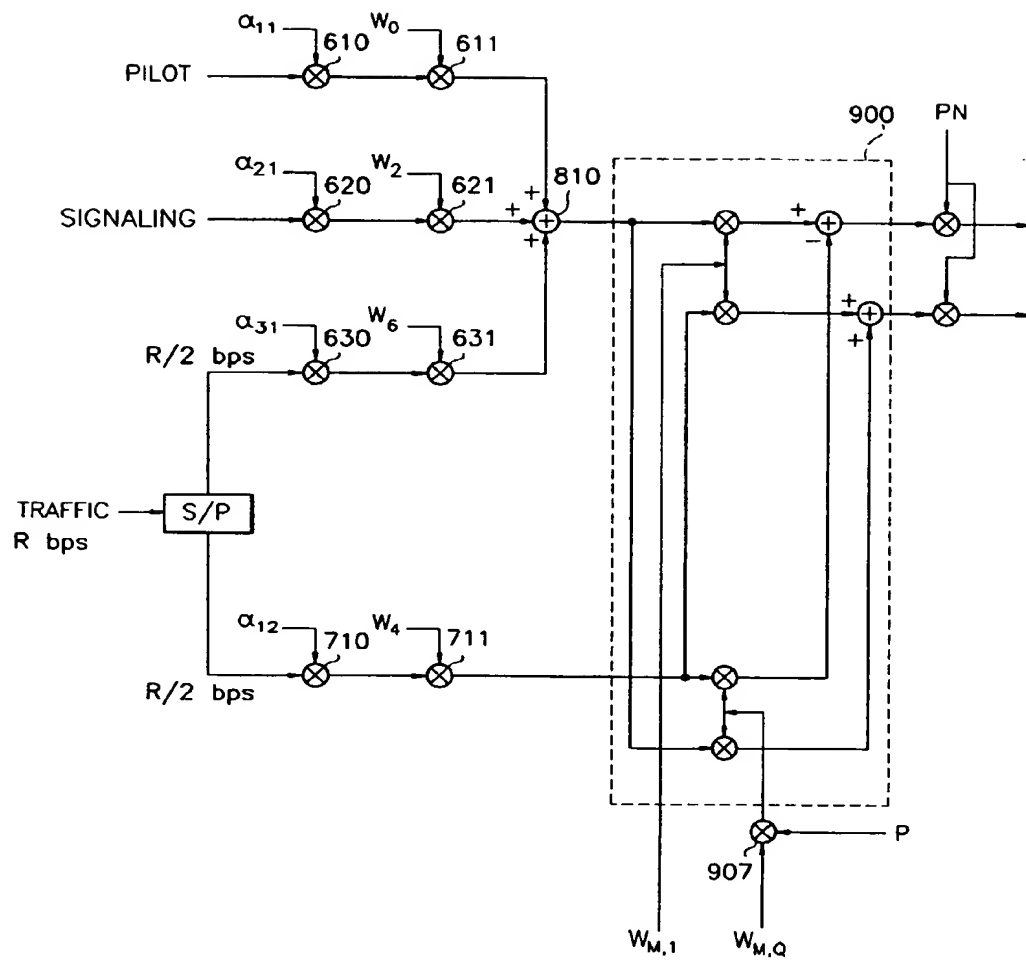 α11 W0
610 611
PILOT
900 PN
α21 W2 810
620 621 +
SIGNALING + + -
+
α31 W6 +
R/2 bps 630 631 +
TRAFFIC S/P
R bps
α12 W4
710 711
R/2 bps
P
907
WM,1 WM,Q